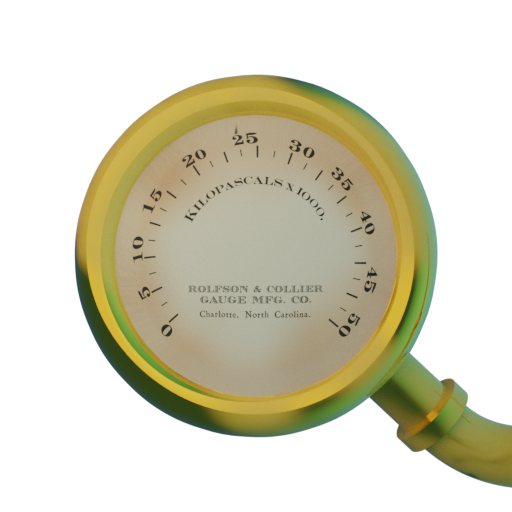 0 5 10 15 20 25 30 35 40 45 50
KILOPASCALS X 1000.
ROLFSON & COLLIER
GAUGE MFG. CO.
Charlotte, North Carolina.